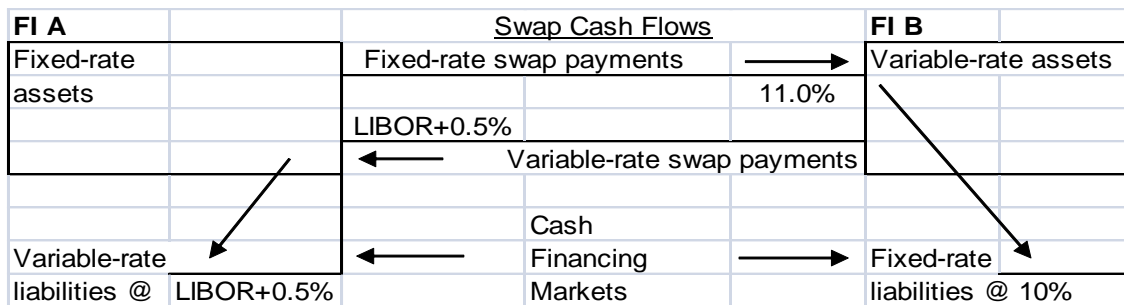 FI A Swap Cash Flows FI B
Fixed-rate Fixed-rate swap payments Variable-rate assets
assets 11.0%
LIBOR+0.5%
Variable-rate swap payments
Cash
Variable-rate Financing Fixed-rate
liabilities @ LIBOR+0.5% Markets liabilities @ 10%